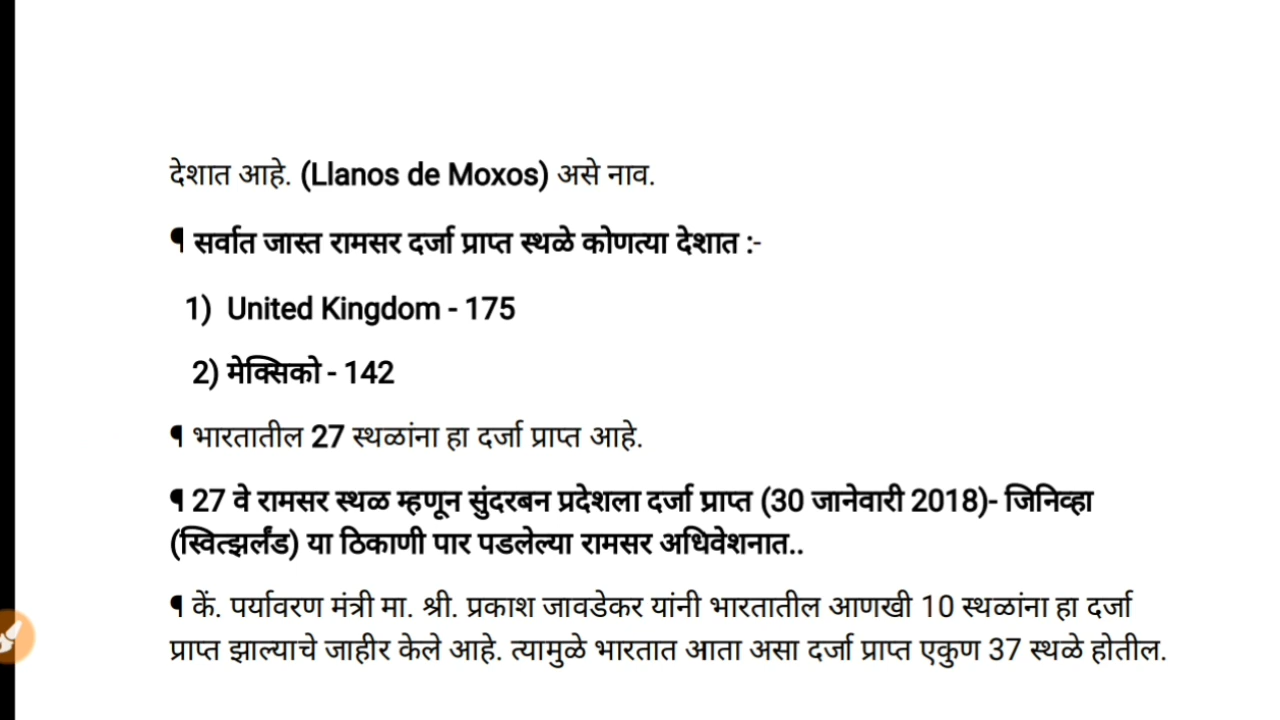 देशात आहे. (Llanos de Moxos) असे नाव.
¶ सर्वात जास्त रामसर दर्जा प्राप्त स्थळे कोणत्या देशात :-
1) United Kingdom - 175
2) मेक्सिको - 142
¶ भारतातील 27 स्थळांना हा दर्जा प्राप्त आहे.
¶ 27 वे रामसर स्थळ म्हणून सुंदरबन प्रदेशला दर्जा प्राप्त (30 जानेवारी 2018)- जिनिव्हा
(स्वित्झर्लंड) या ठिकाणी पार पडलेल्या रामसर अधिवेशनात..
¶ कें. पर्यावरण मंत्री मा. श्री. प्रकाश जावडेकर यांनी भारतातील आणखी 10 स्थळांना हा दर्जा
प्राप्त झाल्याचे जाहीर केले आहे. त्यामुळे भारतात आता असा दर्जा प्राप्त एकुण 37 स्थळे होतील.